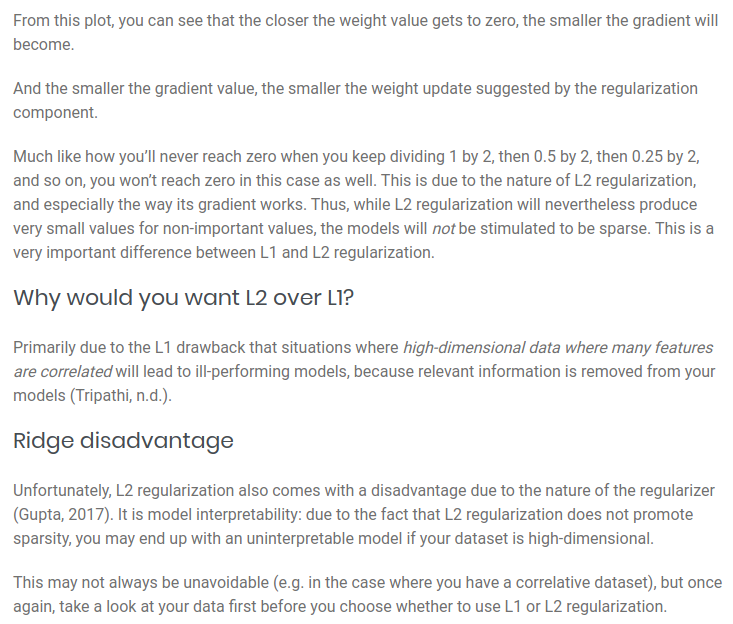 From this plot, you can see that the closer the weight value gets to zero, the smaller the gradient will
become.
And the smaller the gradient value, the smaller the weight update suggested by the regularization
component.
Much like how you’ll never reach zero when you keep dividing 1 by 2, then 0.5 by 2, then 0.25 by 2,
and so on, you won’t reach zero in this case as well. This is due to the nature of L2 regularization,
and especially the way its gradient works. Thus, while L2 regularization will nevertheless produce
very small values for non-important values, the models will not be stimulated to be sparse. This is a
very important difference between L1 and L2 regularization.
Why would you want L2 over L1?
Primarily due to the L1 drawback that situations where high-dimensional data where many features
are correlated will lead to ill-performing models, because relevant information is removed from your
models (Tripathi, n.d.).
Ridge disadvantage
Unfortunately, L2 regularization also comes with a disadvantage due to the nature of the regularizer
(Gupta, 2017). It is model interpretability: due to the fact that L2 regularization does not promote
sparsity, you may end up with an uninterpretable model if your dataset is high-dimensional.
This may not always be unavoidable (e.g. in the case where you have a correlative dataset), but once
again, take a look at your data first before you choose whether to use L1 or L2 regularization.